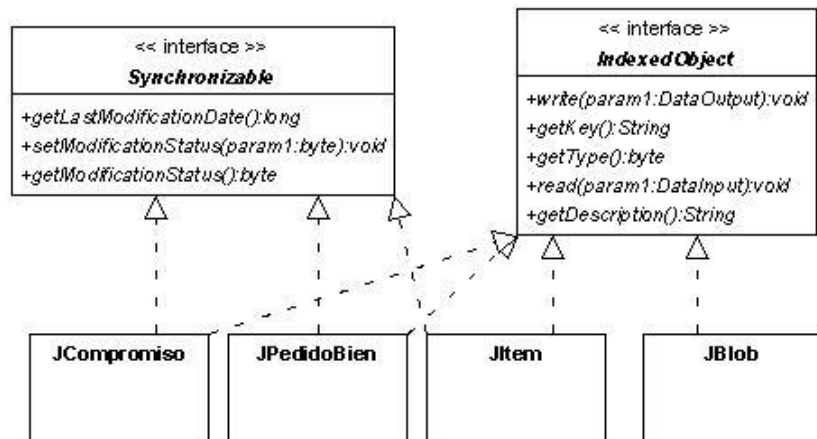 << interface >>
Synchronizable
+getLastModificationDate():long
+setModificationStatus(param1:byte):void
+getModificationStatus():byte
<< interface >>
IndexedObject
+write(param1:DataOutput):void
+getKey():String
+getType():byte
+read(param1:DataInput):void
+getDescription():String
JCompromiso
JPedidoBien
JItem
JBlob